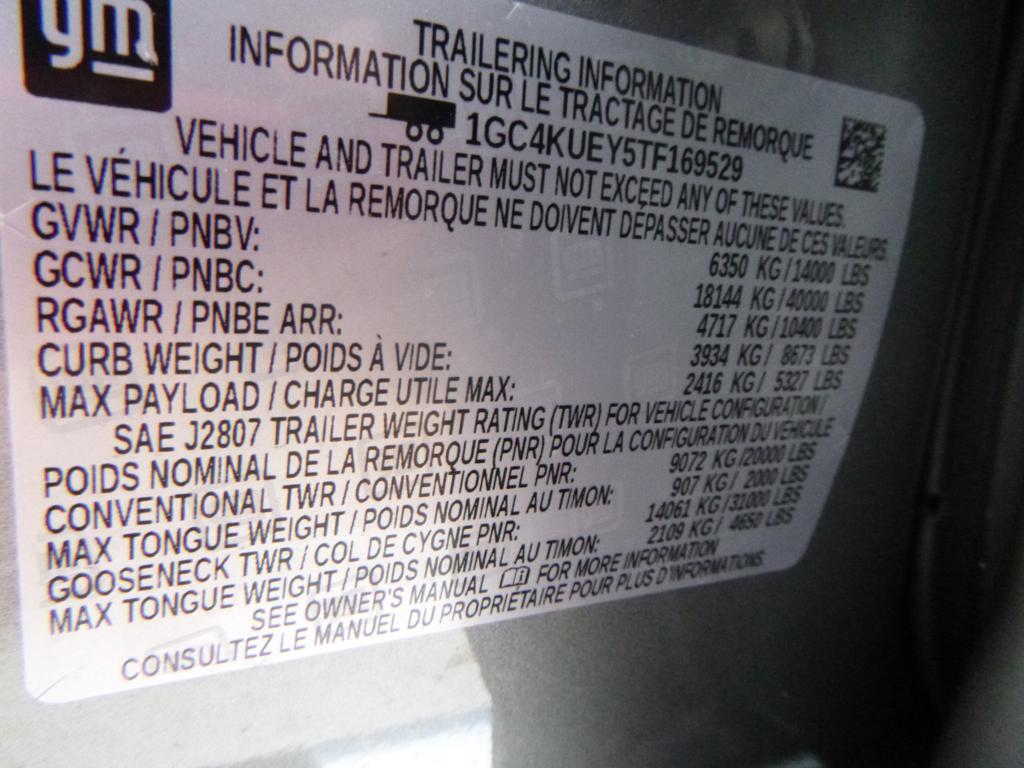 gm
TRAILERING INFORMATION
INFORMATION SUR LE TRACTAGE DE REMORQUE
1GC4KUEY5TF169529
VEHICLE AND TRAILER MUST NOT EXCEED ANY OF THESE VALUES.
LE VÉHICULE ET LA REMORQUE NE DOIVENT DÉPASSER AUCUNE DE CES VALEURS.
GVWR / PNBV: 6350 KG / 14000 LBS
GCWR / PNBC: 18144 KG / 40000 LBS
RGAWR / PNBE ARR: 4717 KG / 10400 LBS
CURB WEIGHT / POIDS À VIDE: 3934 KG / 8673 LBS
MAX PAYLOAD / CHARGE UTILE MAX: 2416 KG / 5327 LBS
SAE J2807 TRAILER WEIGHT RATING (TWR) FOR VEHICLE CONFIGURATION /
POIDS NOMINAL DE LA REMORQUE (PNR) POUR LA CONFIGURATION DU VÉHICULE
CONVENTIONAL TWR / CONVENTIONNEL PNR: 9072 KG / 20000 LBS
MAX TONGUE WEIGHT / POIDS NOMINAL AU TIMON: 907 KG / 2000 LBS
GOOSENECK TWR / COL DE CYGNE PNR: 14061 KG / 31000 LBS
MAX TONGUE WEIGHT / POIDS NOMINAL AU TIMON: 2109 KG / 4650 LBS
SEE OWNER'S MANUAL FOR MORE INFORMATION
CONSULTEZ LE MANUEL DU PROPRIÉTAIRE POUR PLUS D'INFORMATIONS.